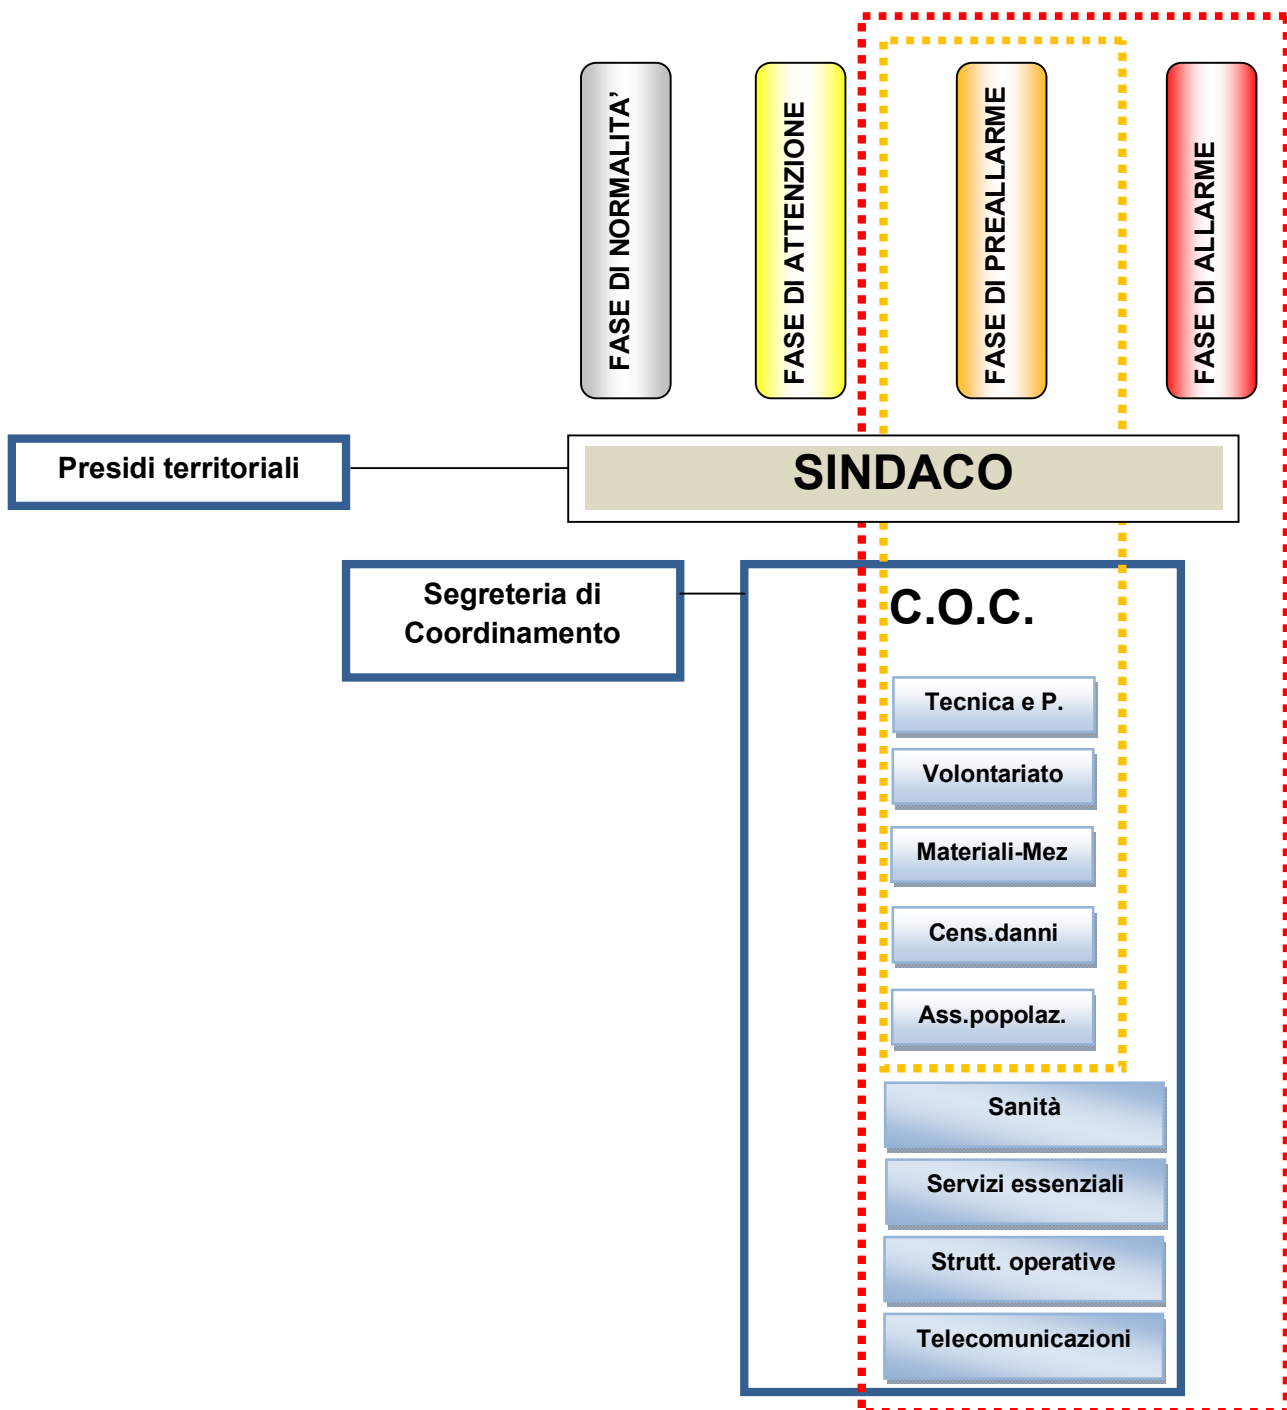 FASE DI NORMALITA’
FASE DI ATTENZIONE
FASE DI PREALLARME
FASE DI ALLARME
Presidi territoriali
SINDACO
Segreteria di
Coordinamento
C.O.C.
Tecnica e P.
Volontariato
Materiali-Mez
Cens.danni
Ass.popolaz.
Sanità
Servizi essenziali
Strutt. operative
Telecomunicazioni